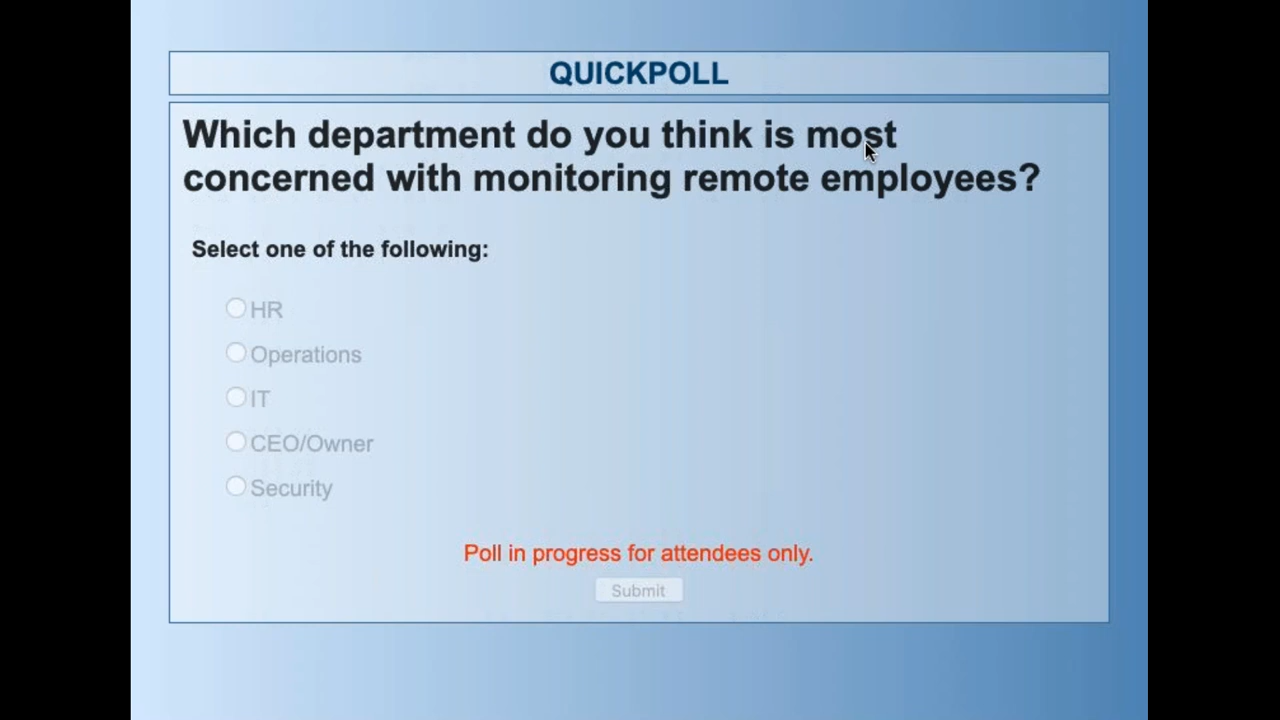 QUICKPOLL
Which department do you think is most
concerned with monitoring remote employees?
Select one of the following:
HR
Operations
IT
CEO/Owner
Security
Poll in progress for attendees only.
Submit